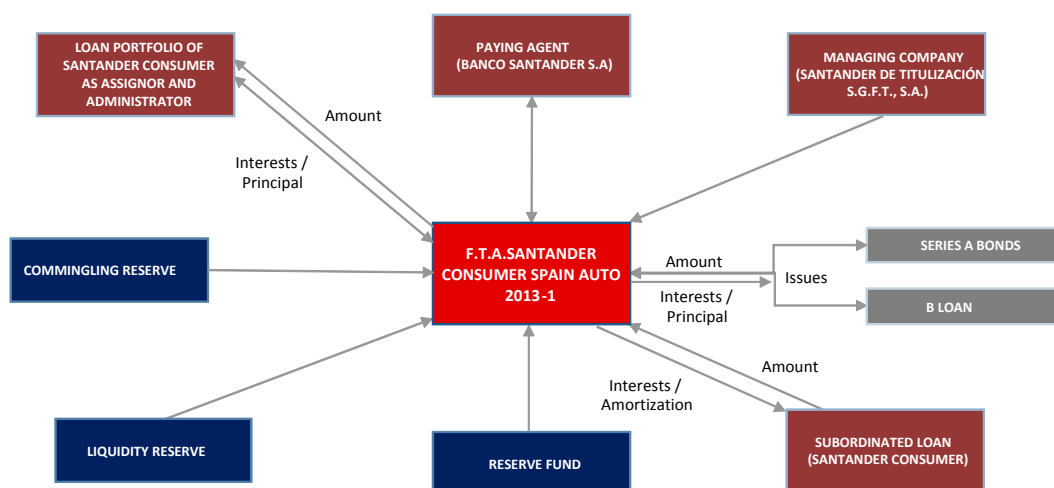 LOAN PORTFOLIO OF
SANTANDER CONSUMER
AS ASSIGNOR AND
ADMINISTRATOR
PAYING AGENT
(BANCO SANTANDER S.A)
MANAGING COMPANY
(SANTANDER DE TITULIZACIÓN
S.G.F.T., S.A.)
Amount
Interests /
Principal
COMMINGLING RESERVE
F.T.A.SANTANDER
CONSUMER SPAIN AUTO
2013-1
Amount
Interests /
Principal
Issues
SERIES A BONDS
B LOAN
Amount
Interests /
Amortization
LIQUIDITY RESERVE
RESERVE FUND
SUBORDINATED LOAN
(SANTANDER CONSUMER)